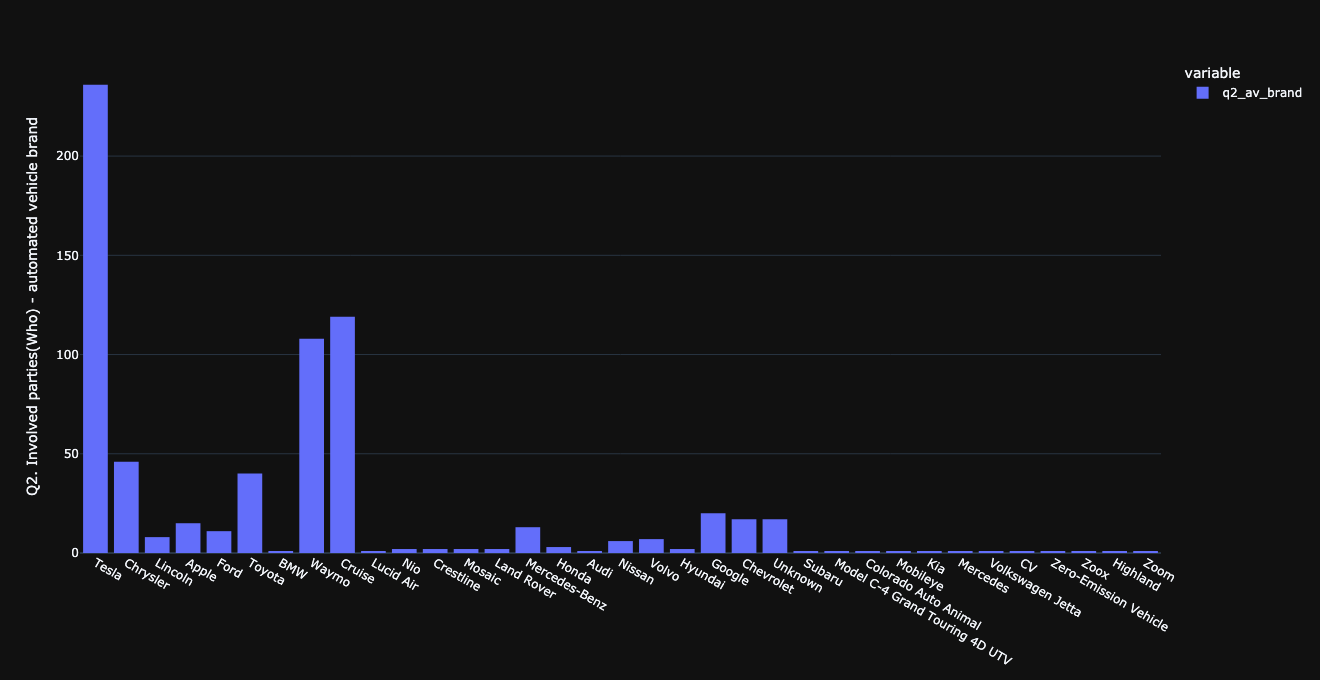 variable
q2_av_brand
Q2. Involved parties(Who) - automated vehicle brand
200
150
100
50
0
Tesla
Chrysler
Lincoln
Apple
Ford
Toyota
BMW
Waymo
Cruise
Lucid Air
Nio
Crestline
Mosaic
Land Rover
Mercedes-Benz
Honda
Audi
Nissan
Volvo
Hyundai
Google
Chevrolet
Unknown
Subaru
Model C-4 Grand Touring 4D UTV
Colorado Auto Animal
Mobileye
Kia
Mercedes
Volkswagen Jetta
CV
Zero-Emission Vehicle
Zoox
Highland
Zoom